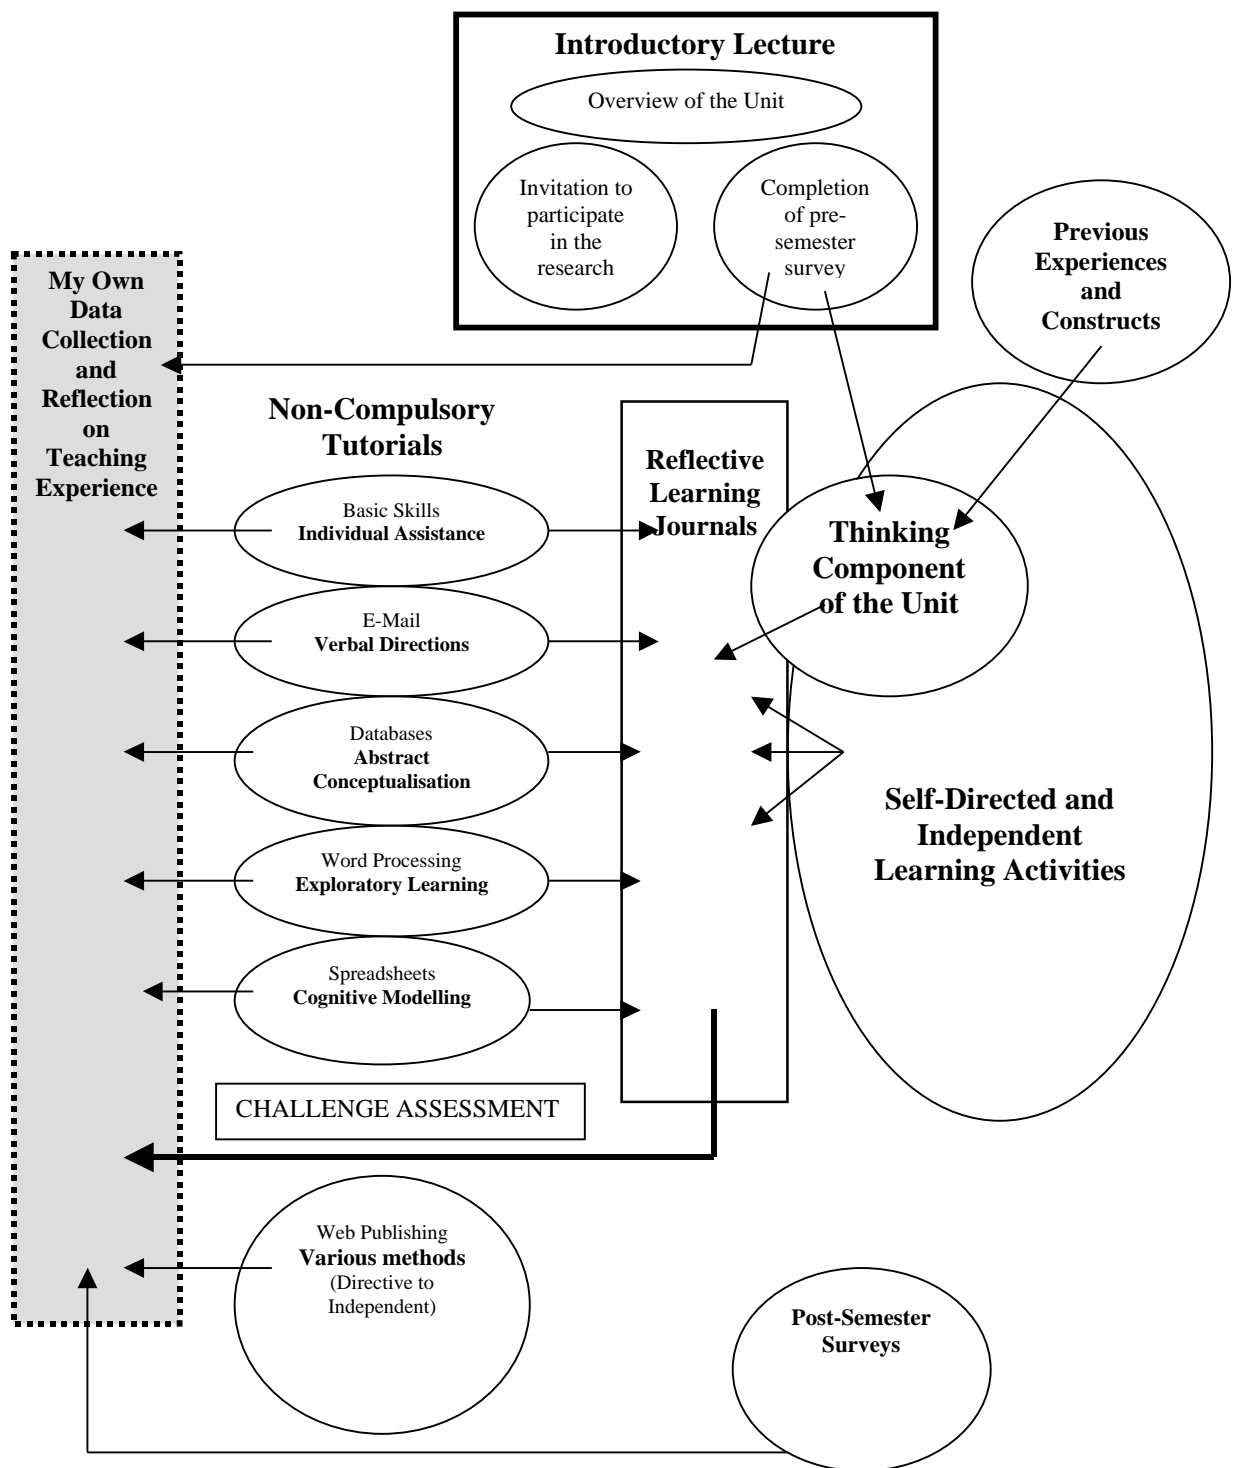 Introductory Lecture
Overview of the Unit
Invitation to
participate
in the
research
Completion
of pre-
semester
survey
Previous
Experiences
and
Constructs
My Own
Data
Collection
and
Reflection
on
Teaching
Experience
Non-Compulsory
Tutorials
Reflective
Learning
Journals
Thinking
Component
of the Unit
Basic Skills
Individual Assistance
E-Mail
Verbal Directions
Databases
Abstract
Conceptualisation
Self-Directed and
Independent
Learning Activities
Word Processing
Exploratory Learning
Spreadsheets
Cognitive Modelling
CHALLENGE ASSESSMENT
Web Publishing
Various methods
(Directive to
Independent)
Post-Semester
Surveys